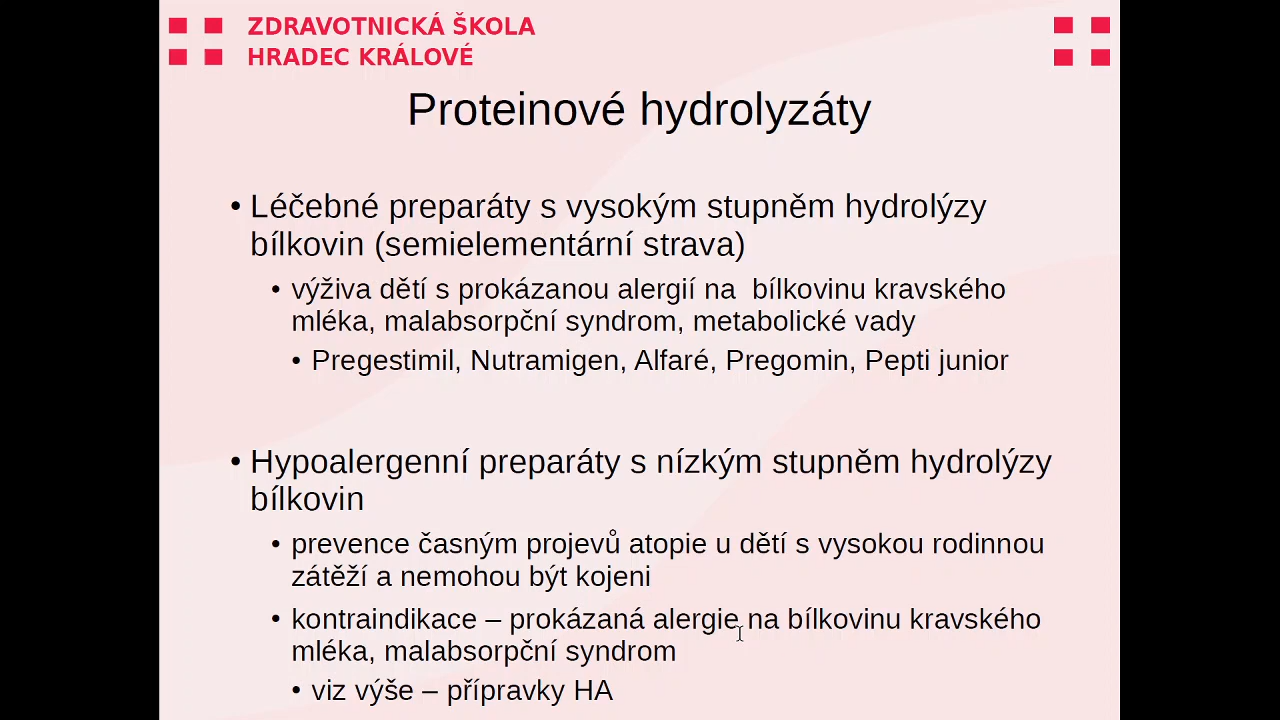 ZDRAVOTNICKÁ ŠKOLA
HRADEC KRÁLOVÉ
Proteinové hydrolyzáty
• Léčebné preparáty s vysokým stupněm hydrolýzy
bílkovin (semielementární strava)
• výživa dětí s prokázanou alergií na  bílkovinu kravského
mléka, malabsorpční syndrom, metabolické vady
• Pregestimil, Nutramigen, Alfaré, Pregomin, Pepti junior
• Hypoalergenní preparáty s nízkým stupněm hydrolýzy
bílkovin
• prevence časným projevů atopie u dětí s vysokou rodinnou
zátěží a nemohou být kojeni
• kontraindikace – prokázaná alergie na bílkovinu kravského
mléka, malabsorpční syndrom
• viz výše – přípravky HA